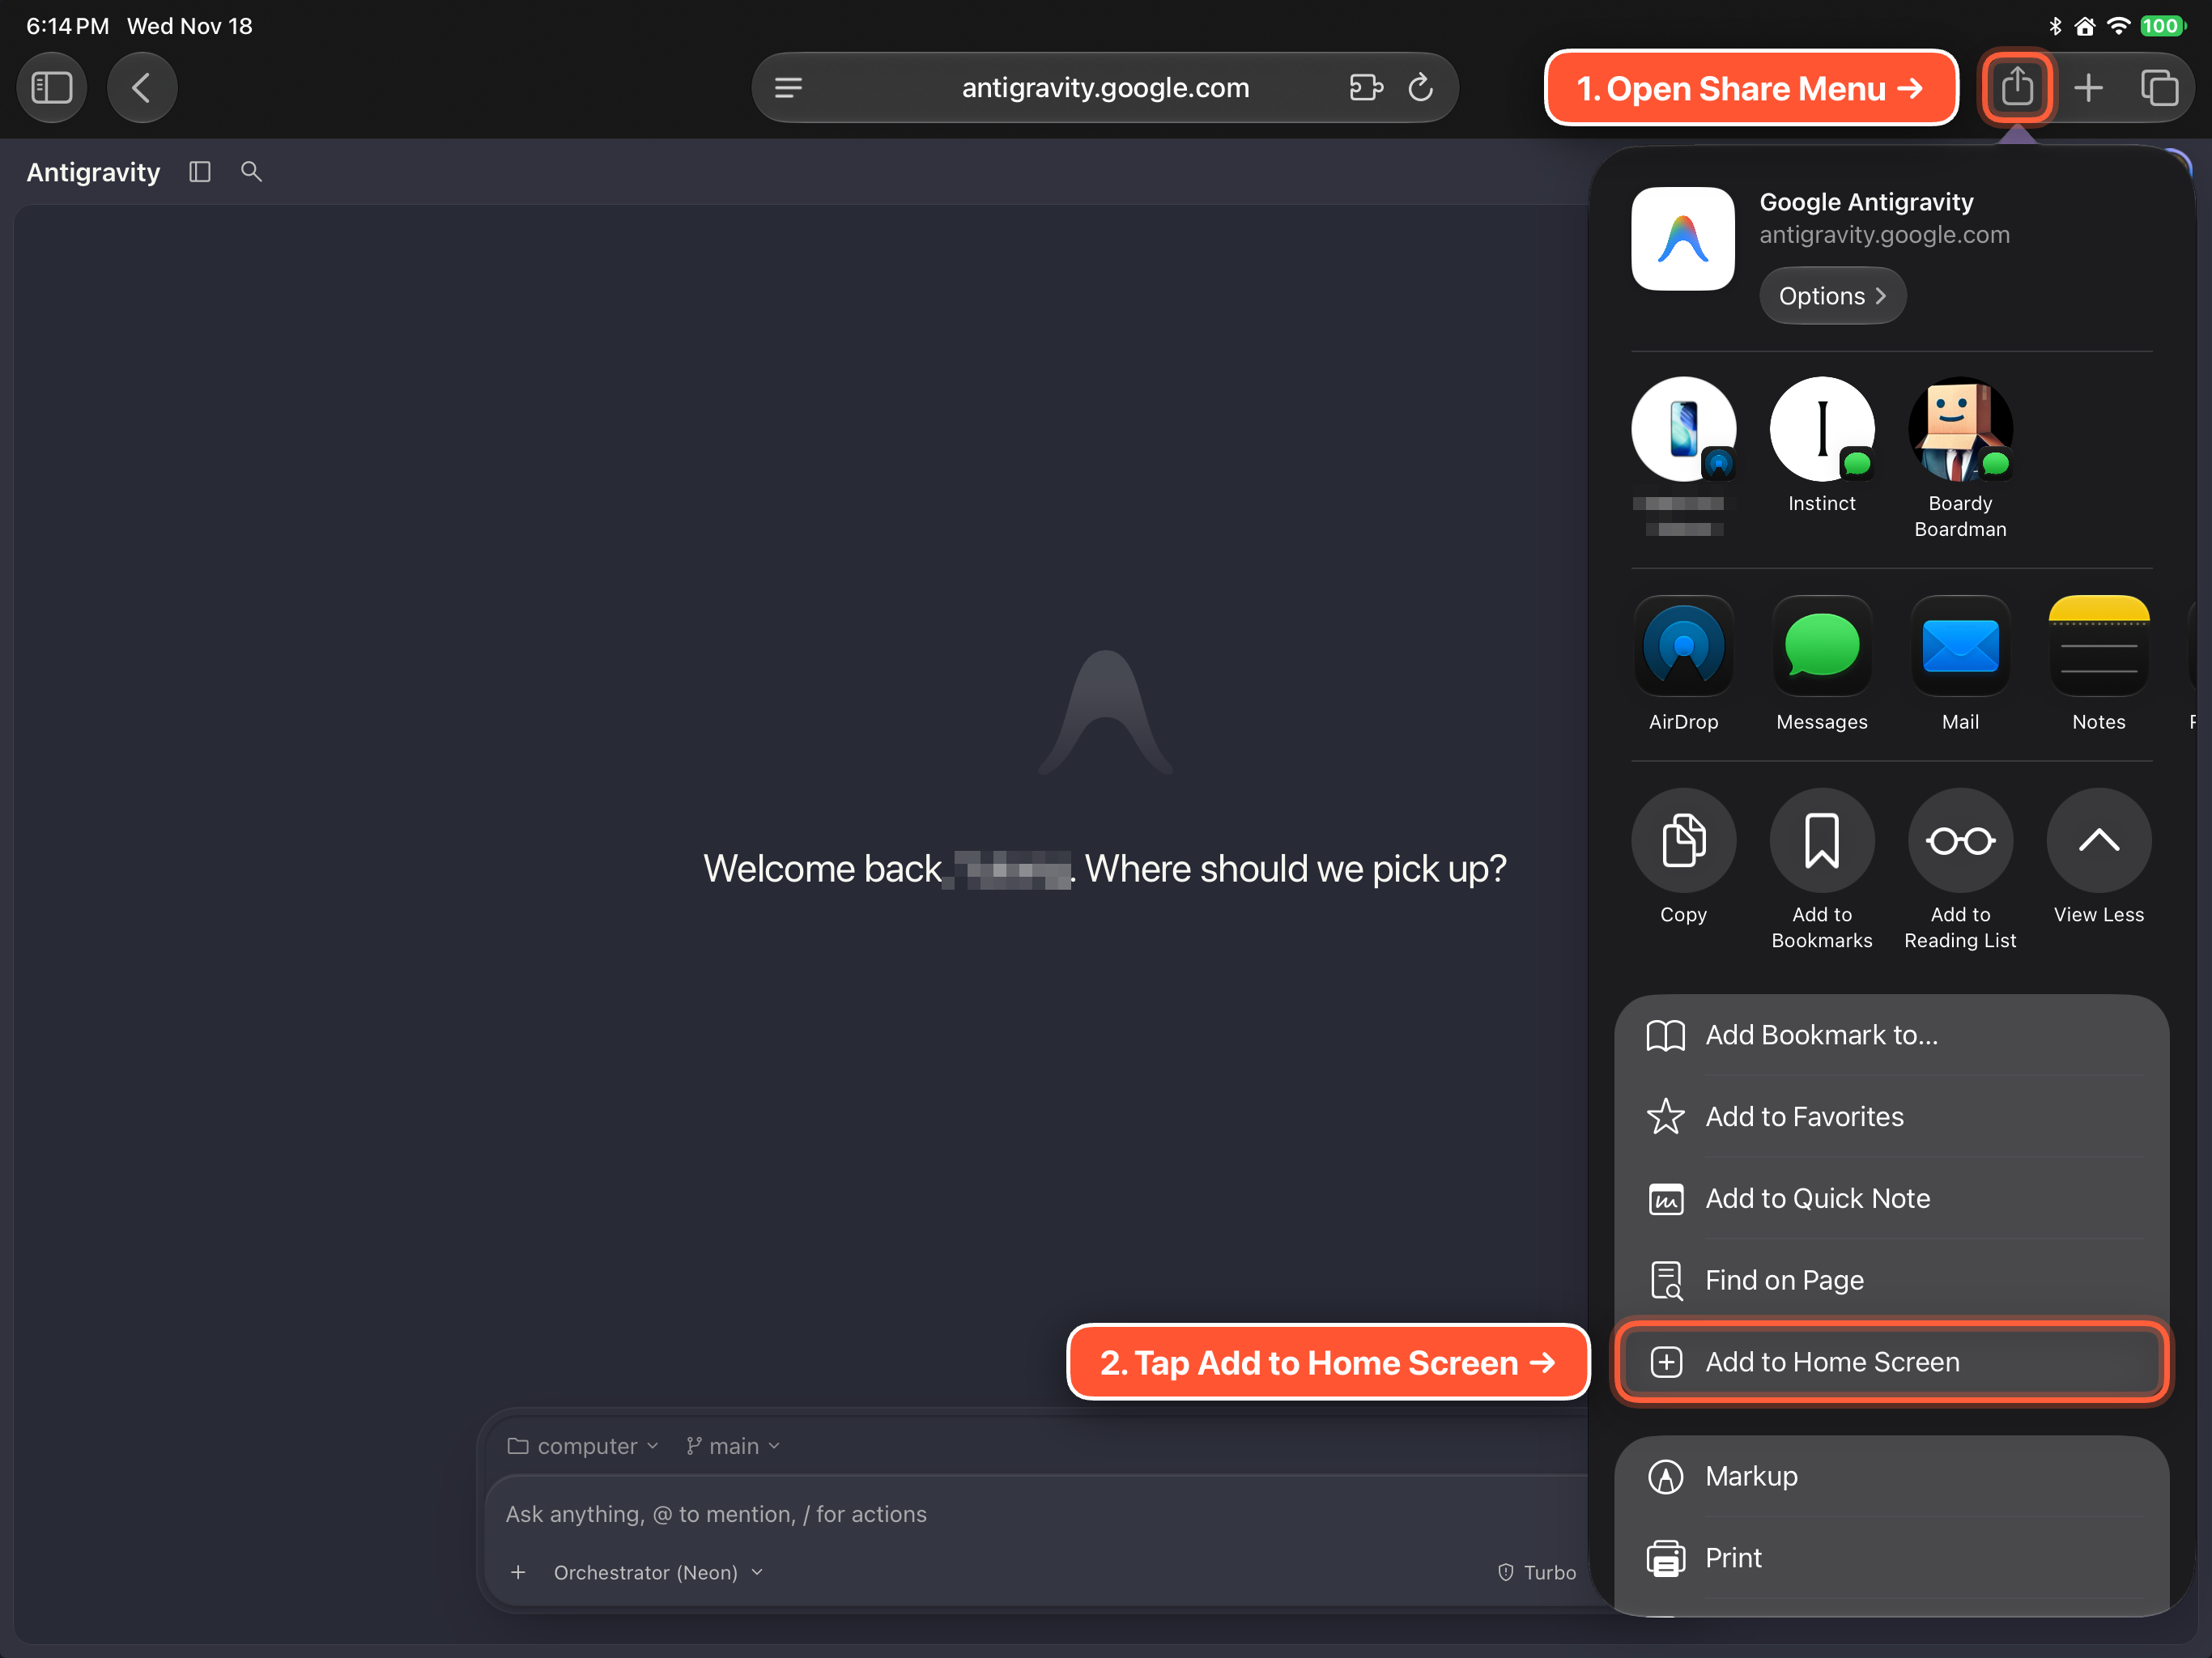 6:14 PM Wed Nov 18
100
antigravity.google.com
1. Open Share Menu →
Antigravity
Google Antigravity
antigravity.google.com
Options
Instinct
Boardy
Boardman
AirDrop
Messages
Mail
Notes
Welcome back
. Where should we pick up?
Copy
Add to
Bookmarks
Add to
Reading List
View Less
Add Bookmark to...
Add to Favorites
Add to Quick Note
Find on Page
2. Tap Add to Home Screen →
Add to Home Screen
computer
main
Markup
Ask anything, @ to mention, / for actions
Print
+ Orchestrator (Neon)
Turbo